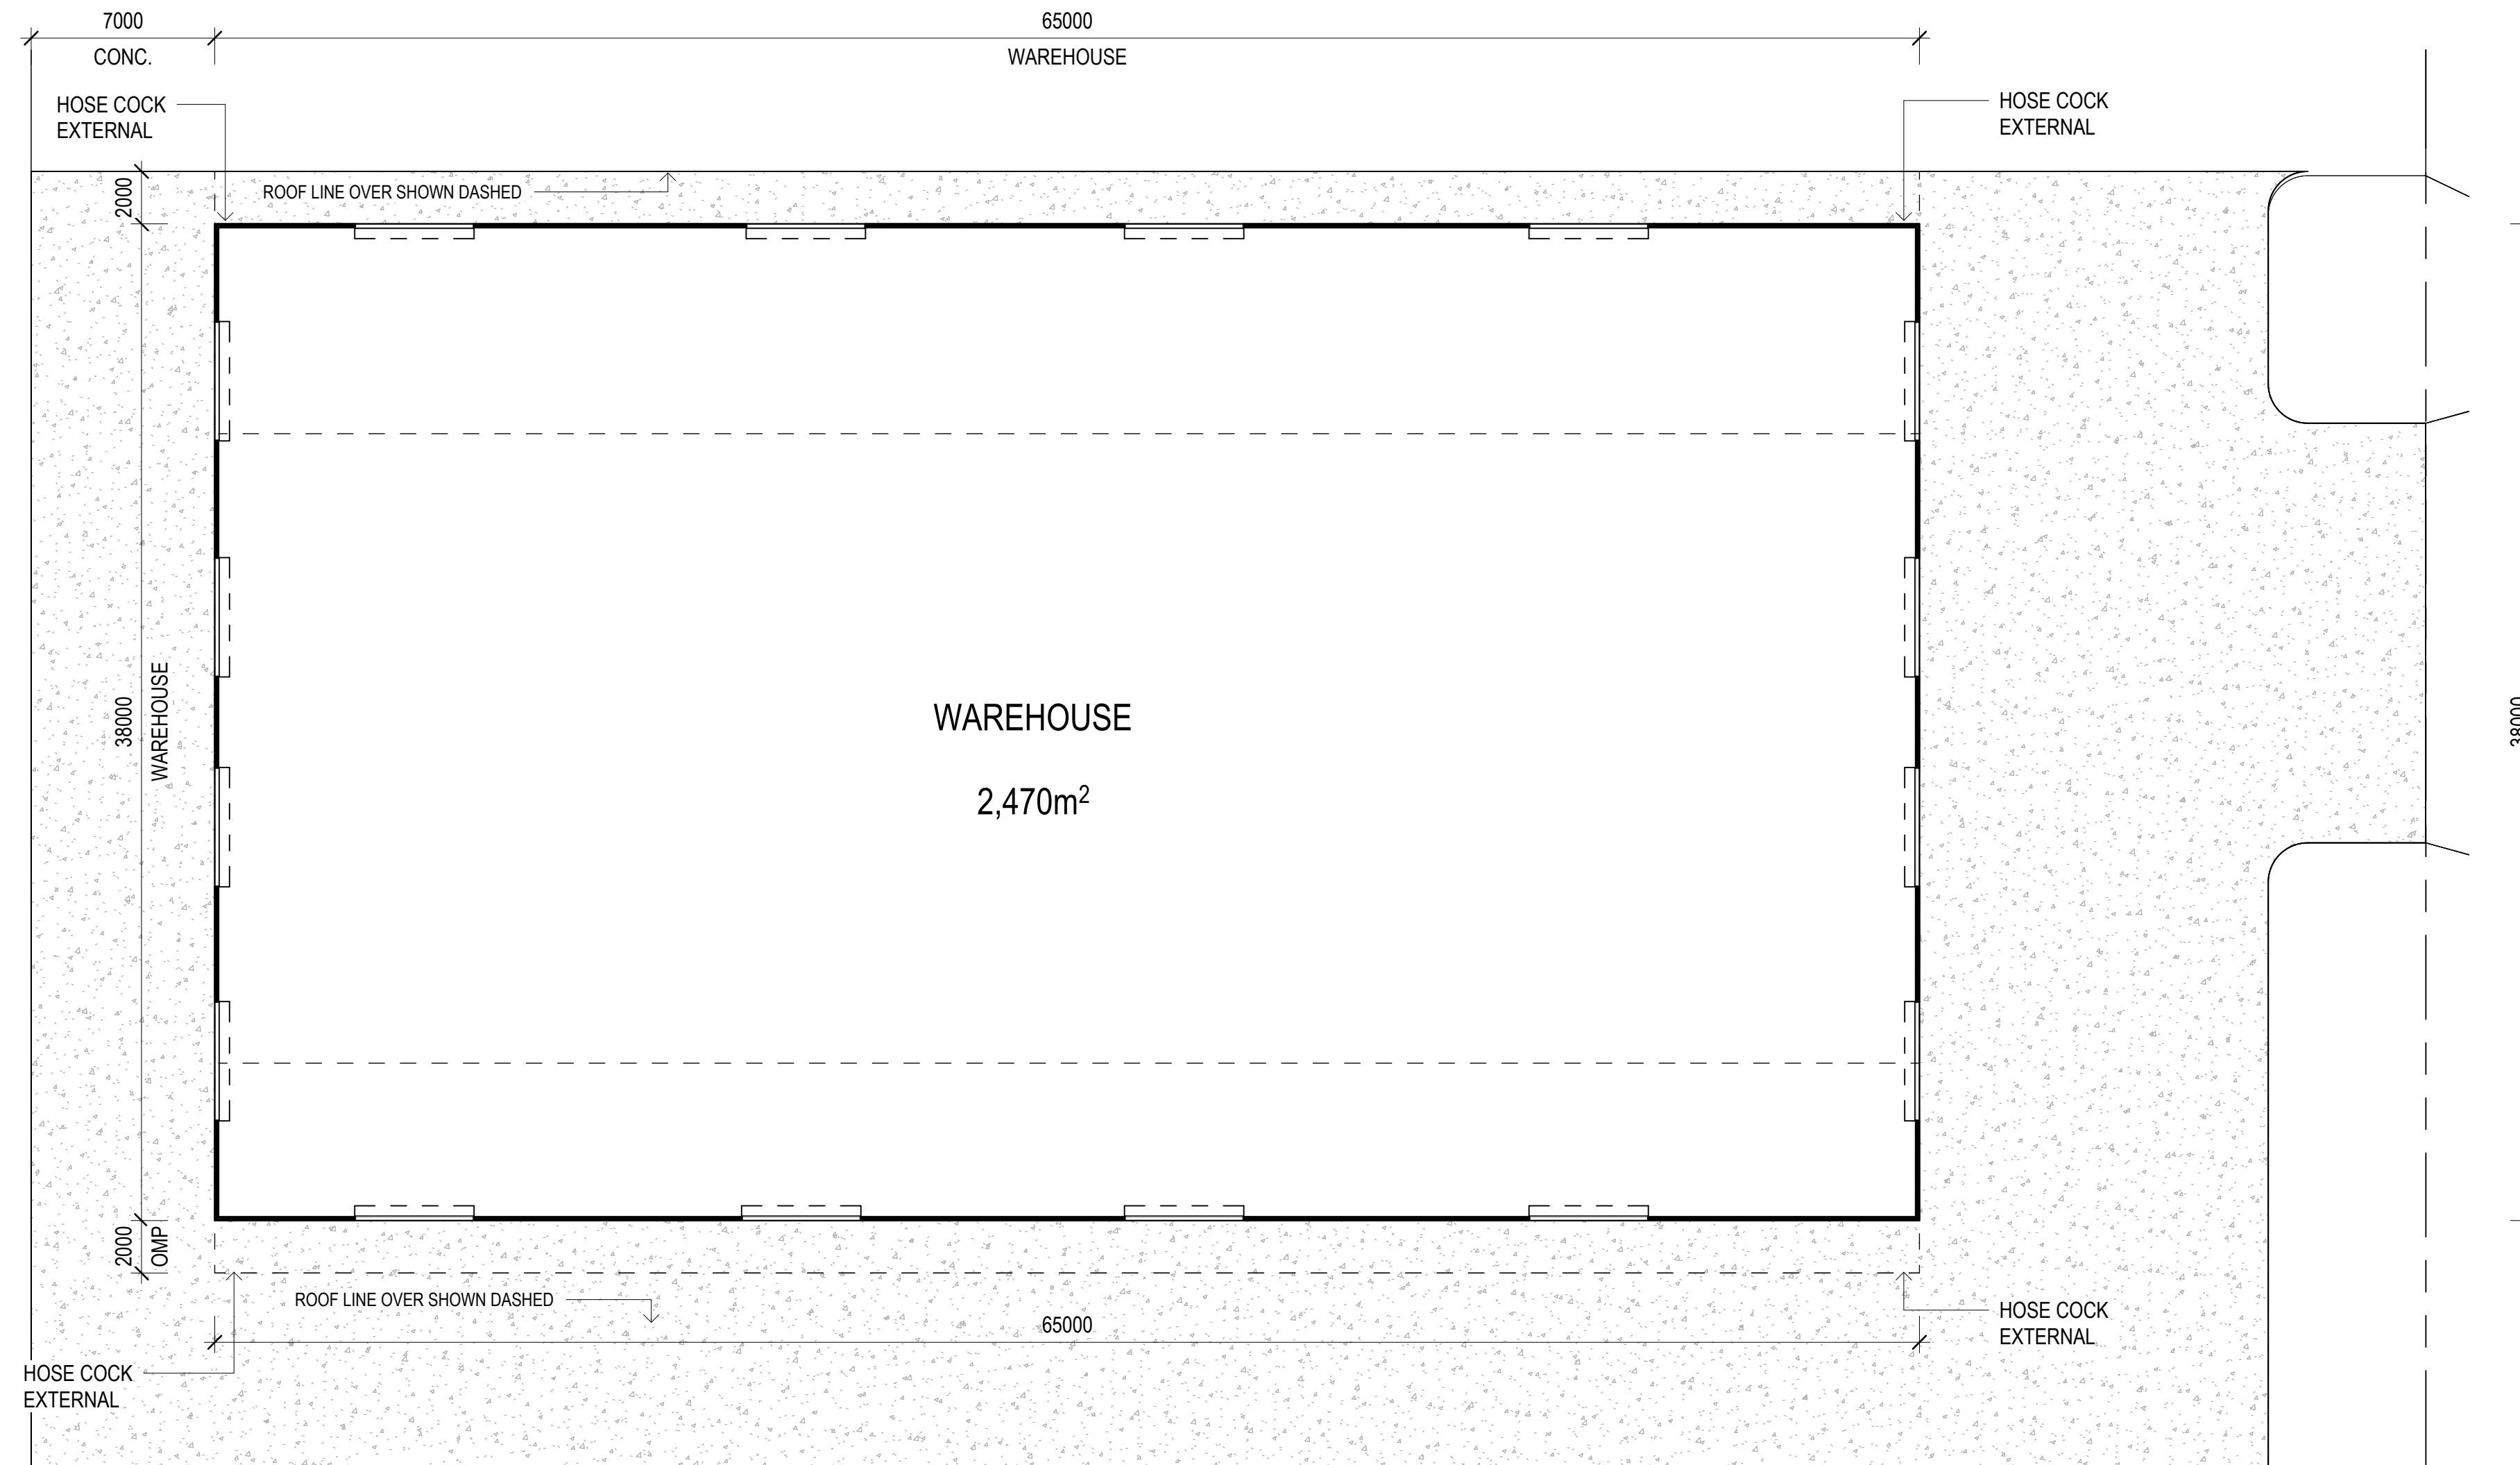 7000
65000
CONC.
WAREHOUSE
HOSE COCK
EXTERNAL
HOSE COCK
EXTERNAL
2000
ROOF LINE OVER SHOWN DASHED
38000
WAREHOUSE
WAREHOUSE
2,470m²
38000
2000
OMP
ROOF LINE OVER SHOWN DASHED
65000
HOSE COCK
EXTERNAL
HOSE COCK
EXTERNAL